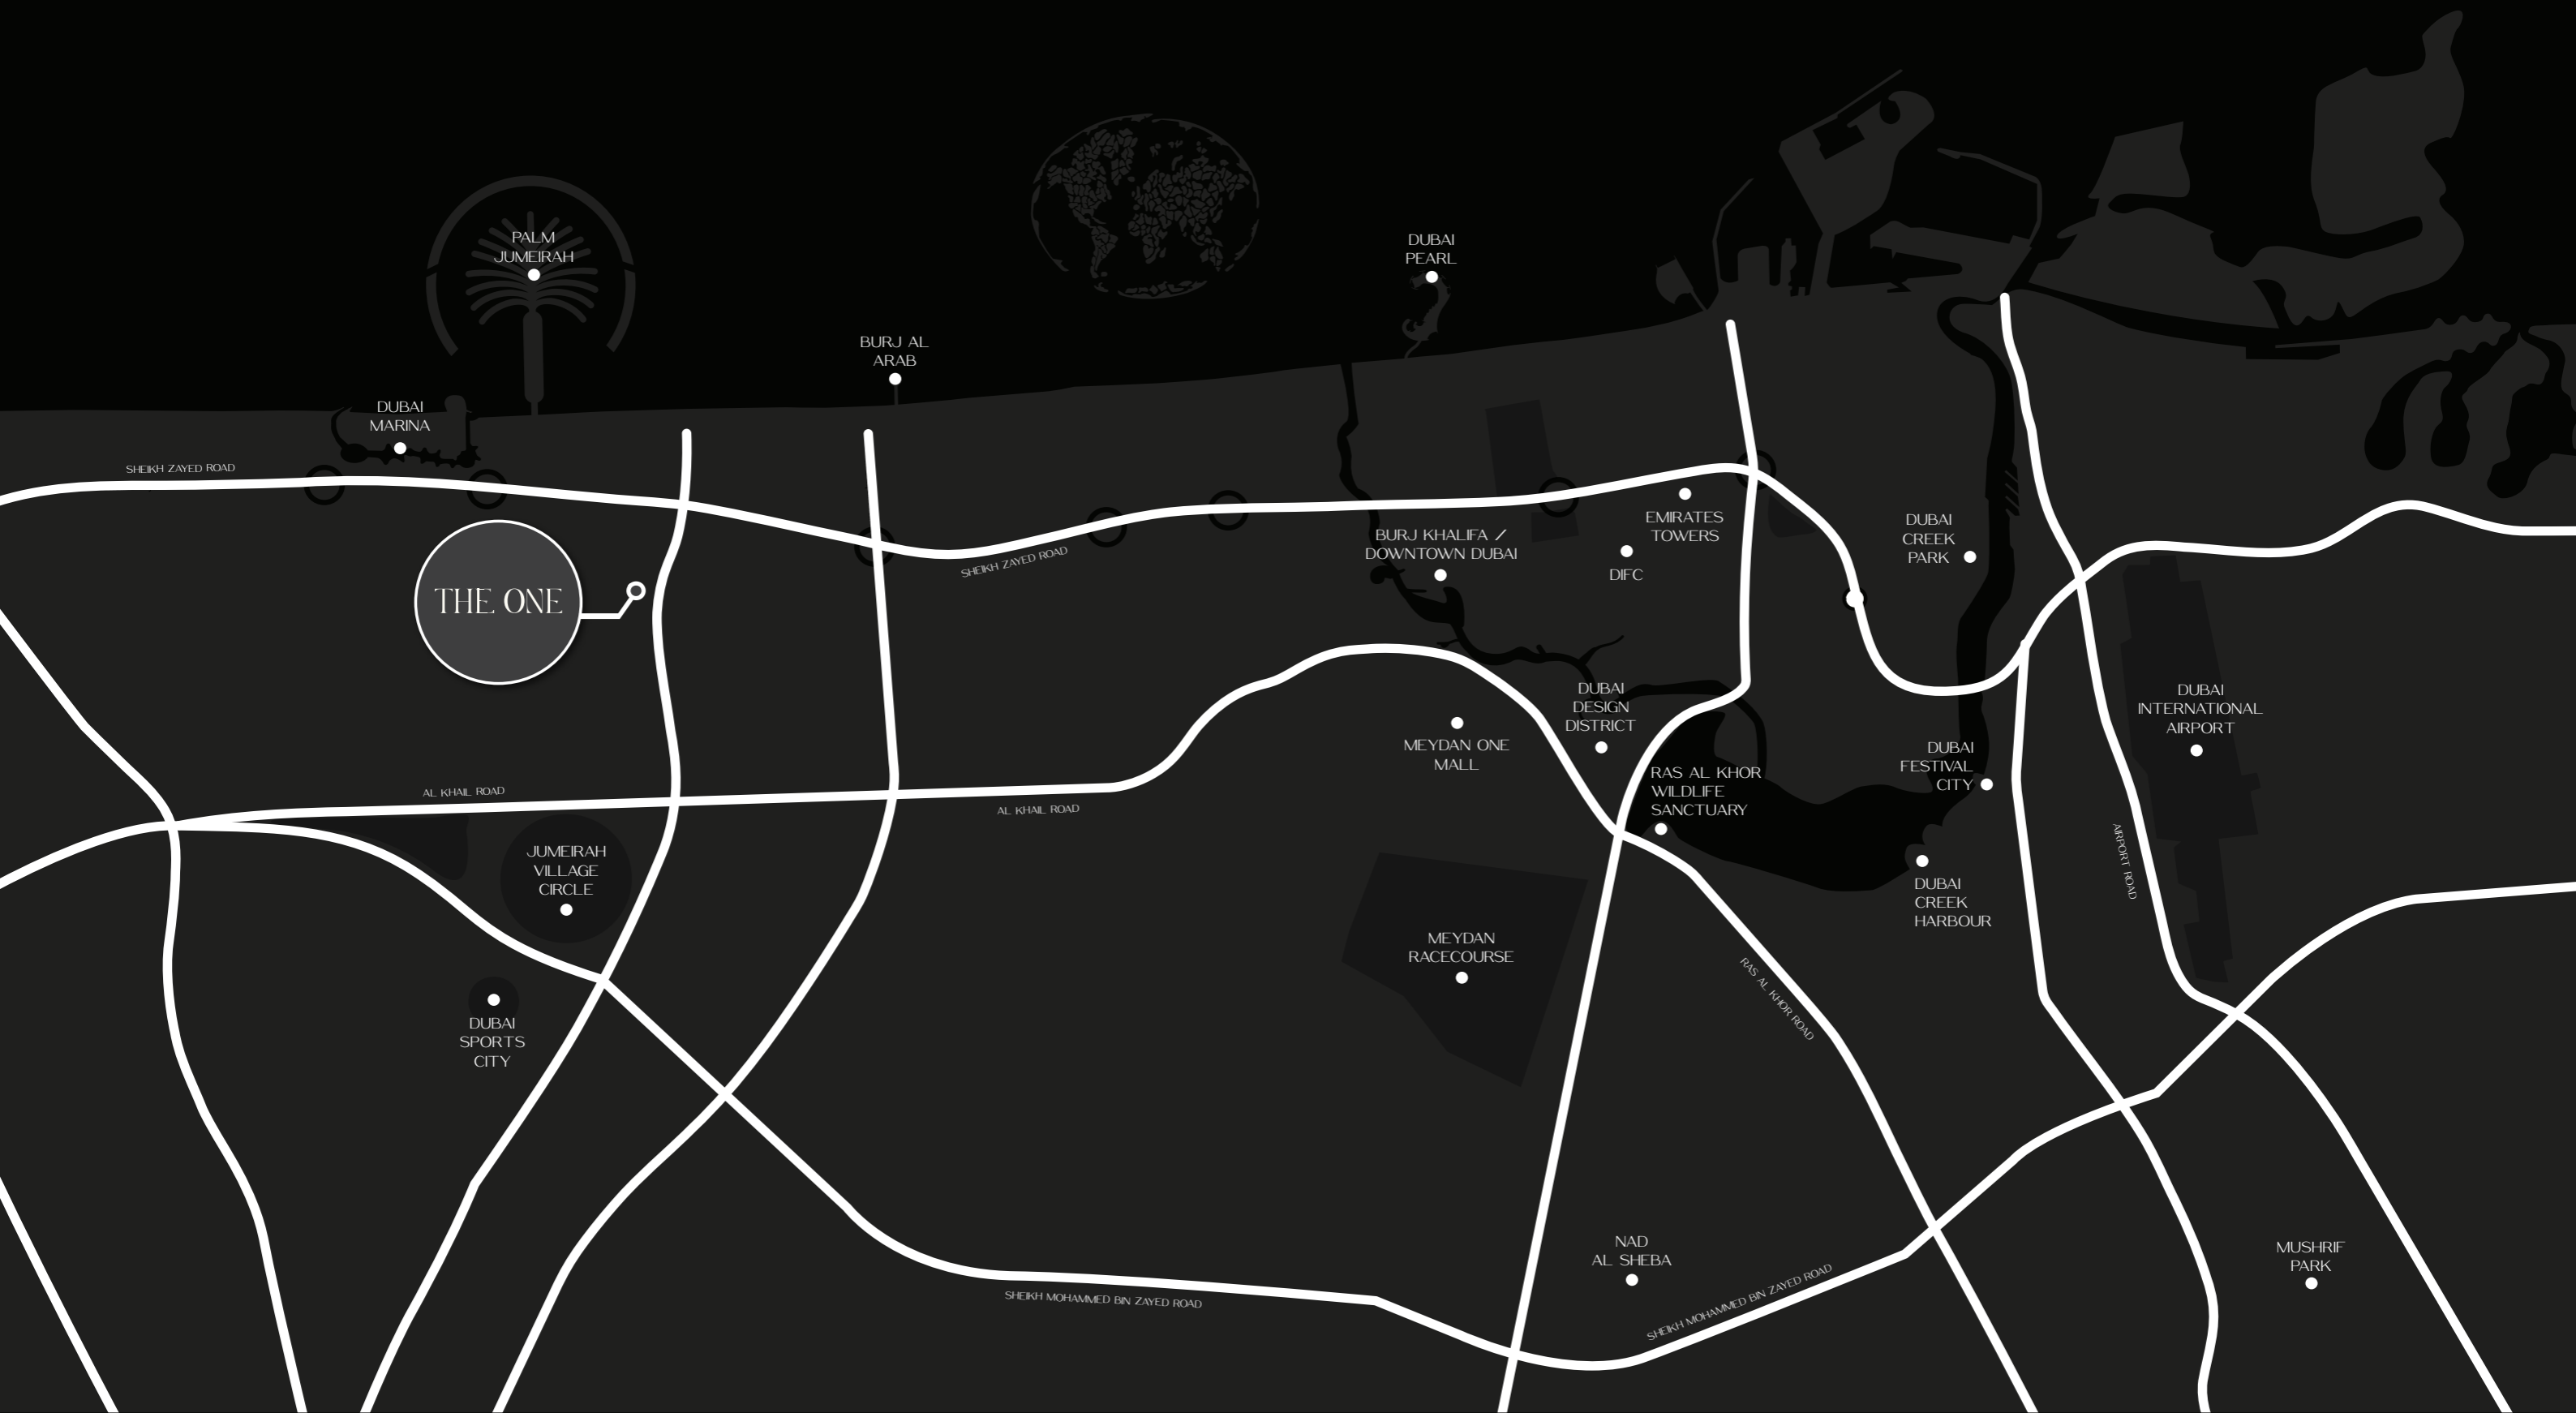 PALM
JUMEIRAH
DUBAI
PEARL
BURJ AL
ARAB
DUBAI
MARINA
SHEIKH ZAYED ROAD
SHEIKH ZAYED ROAD
THE ONE
BURJ KHALIFA /
DOWNTOWN DUBAI
EMIRATES
TOWERS
DIFC
DUBAI
CREEK
PARK
DUBAI
DESIGN
DISTRICT
MEYDAN ONE
MALL
DUBAI
INTERNATIONAL
AIRPORT
DUBAI
FESTIVAL
CITY
RAS AL KHOR
WILDLIFE
SANCTUARY
AL KHAIL ROAD
AL KHAIL ROAD
JUMEIRAH
VILLAGE
CIRCLE
AIRPORT ROAD
DUBAI
CREEK
HARBOUR
MEYDAN
RACECOURSE
RAS AL KHOR ROAD
DUBAI
SPORTS
CITY
NAD
AL SHEBA
MUSHRIF
PARK
SHEIKH MOHAMMED BIN ZAYED ROAD
SHEIKH MOHAMMED BIN ZAYED ROAD